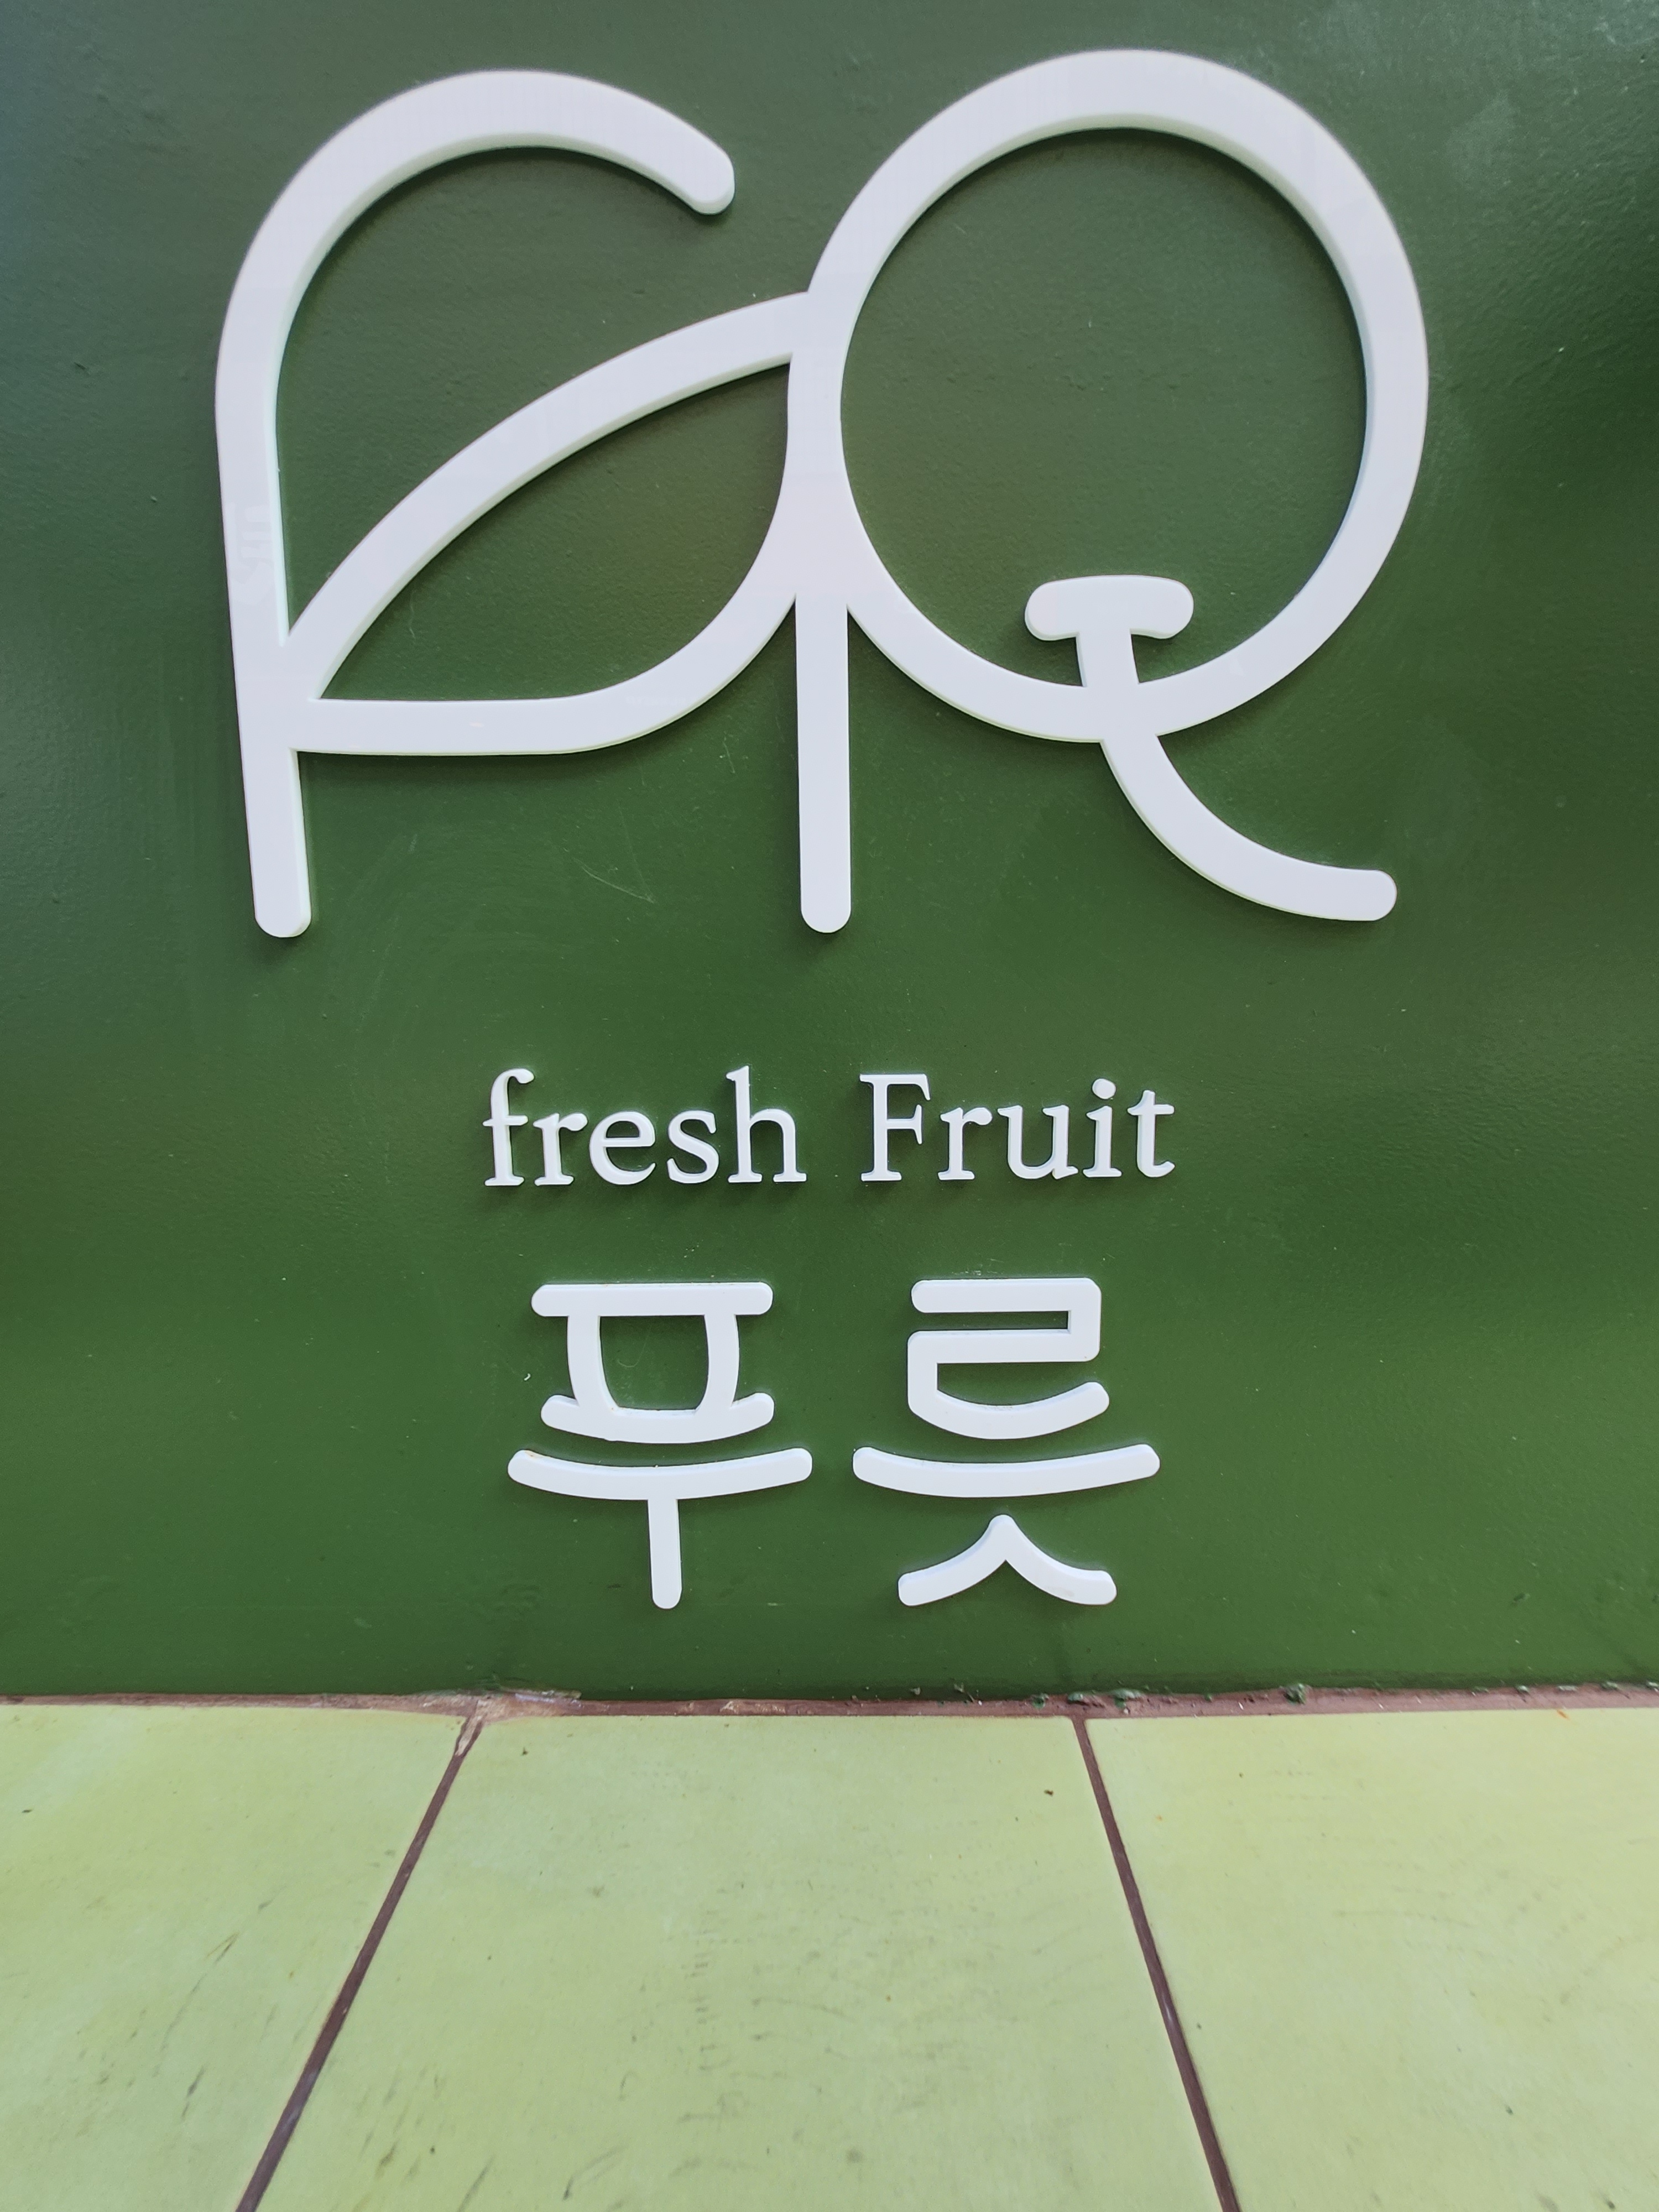 fresh Fruit
푸릇